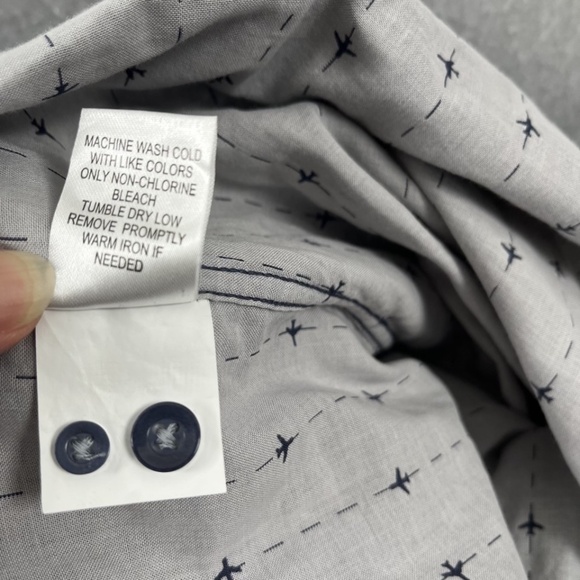 MACHINE WASH COLD
WITH LIKE COLORS
ONLY NON-CHLORINE
BLEACH
TUMBLE DRY LOW
REMOVE PROMPTLY
WARM IRON IF
NEEDED